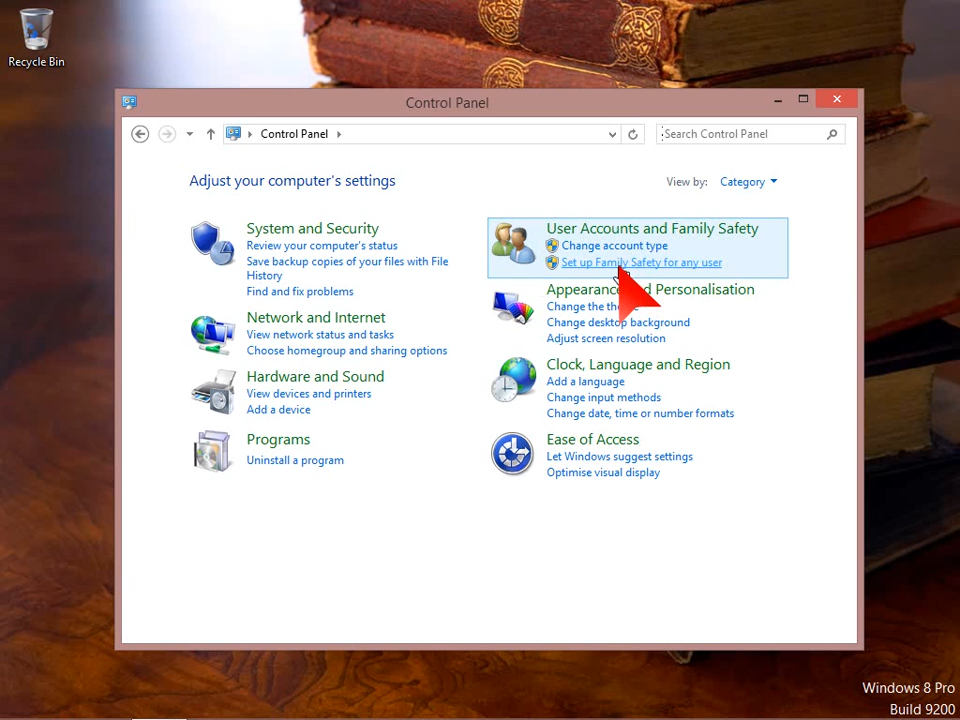 Recycle Bin
Control Panel
Control Panel
Search Control Panel
Adjust your computer's settings
View by: Category
System and Security
Review your computer's status
Save backup copies of your files with File
History
Find and fix problems
Network and Internet
View network status and tasks
Choose homegroup and sharing options
Hardware and Sound
View devices and printers
Add a device
Programs
Uninstall a program
User Accounts and Family Safety
Change account type
Set up Family Safety for any user
Appearance and Personalisation
Change the
Change desktop background
Adjust screen resolution
Clock, Language and Region
Add a language
Change input methods
Change date, time or number formats
Ease of Access
Let Windows suggest settings
Optimise visual display
Windows 8 Pro
Build 9200